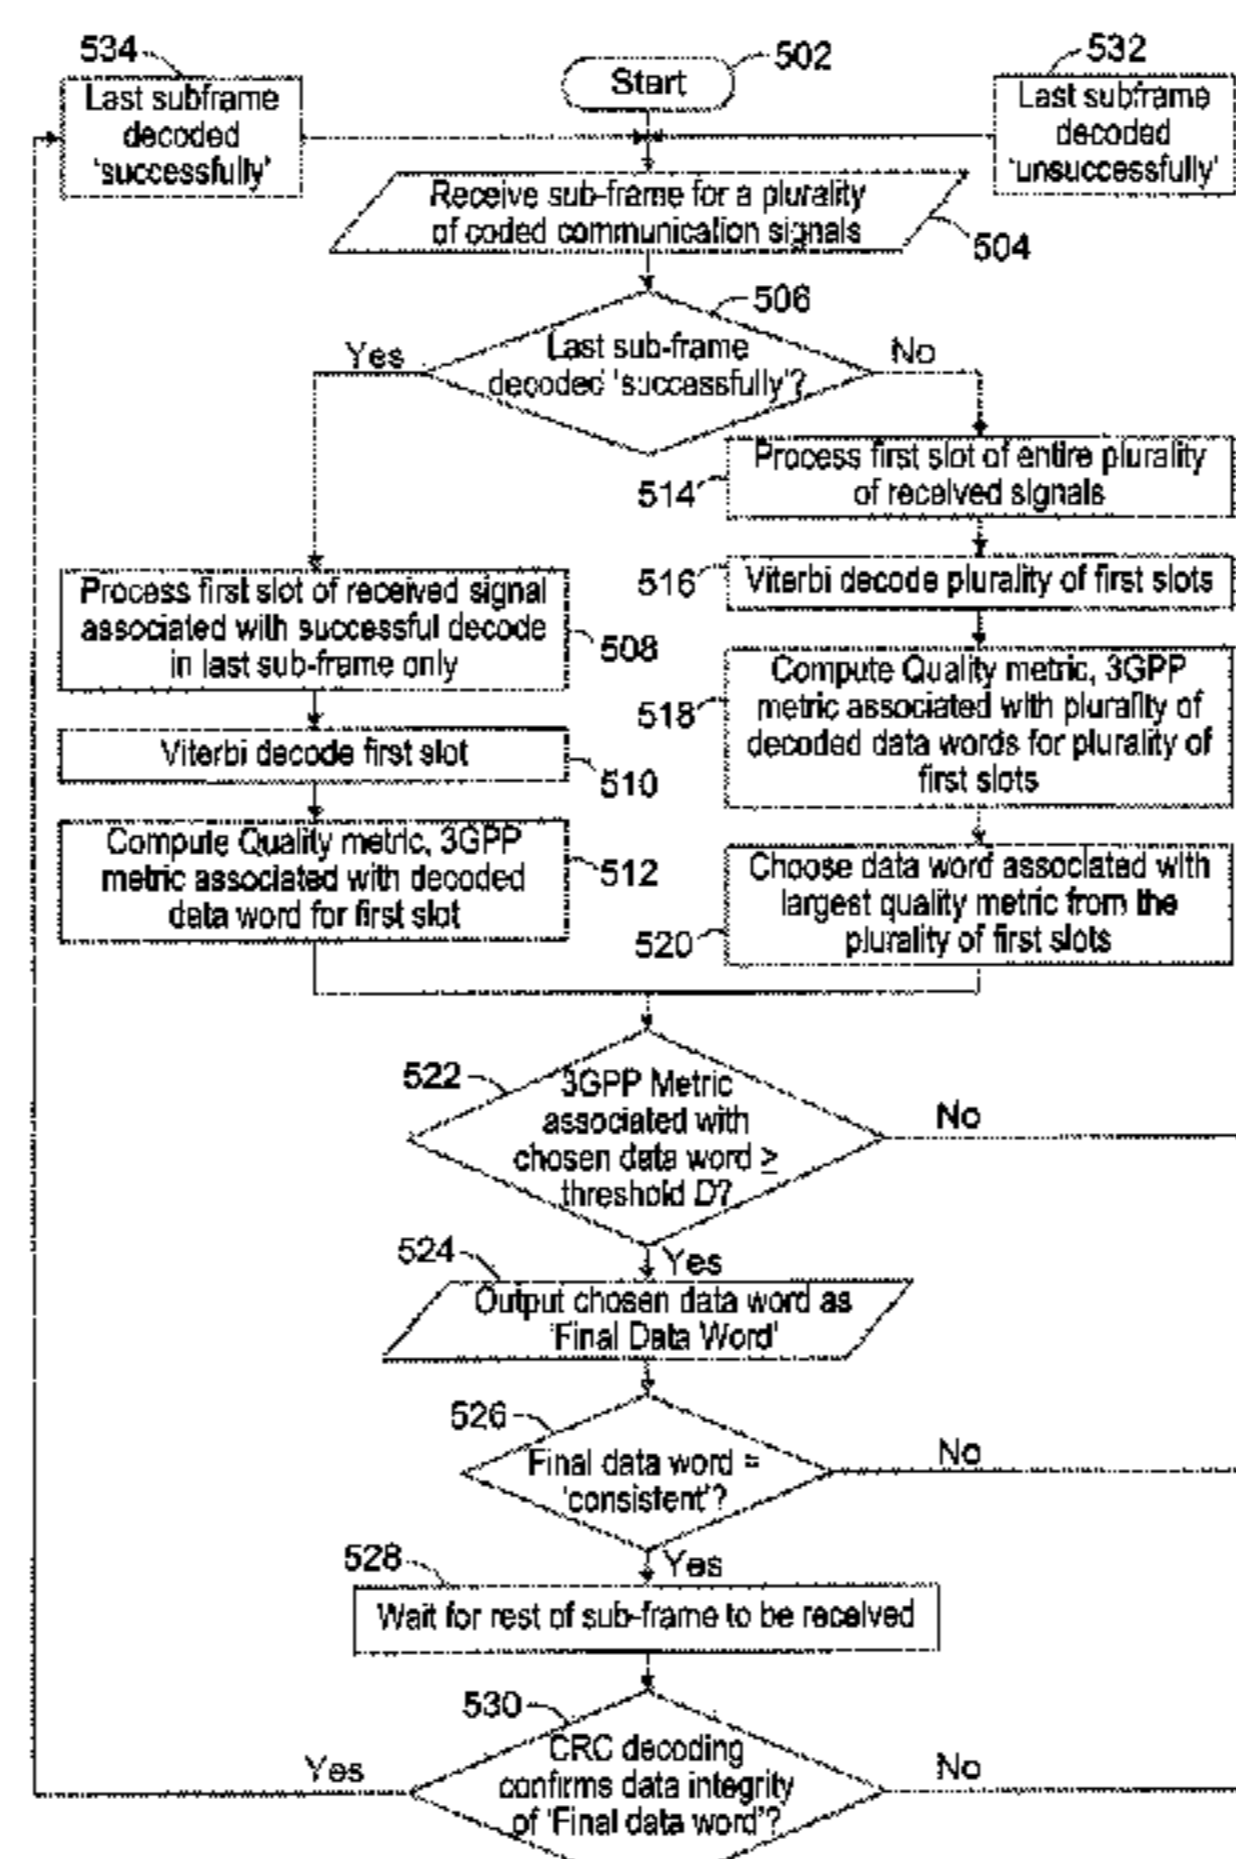 534
502
532
Last subframe
decoded
'successfully'
Start
Last subframe
decoded
'unsuccessfully'
Receive sub-frame for a plurality
of coded communication signals
504
506
Yes
Last sub-frame
decoded 'successfully'?
No
Process first slot of entire plurality
of received signals
514
516
Viterbi decode plurality of first slots
Process first slot of received signal
associated with successful decode
in last sub-frame only
508
Compute Quality metric, 3GPP
metric associated with plurality of
decoded data words for plurality of
first slots
518
Viterbi decode first slot
510
Compute Quality metric, 3GPP
metric associated with decoded
data word for first slot
512
Choose data word associated with
largest quality metric from the
plurality of first slots
520
522
3GPP Metric
associated with
chosen data word ≥
threshold D?
No
Yes
524
Output chosen data word as
'Final Data Word'
526
Final data word =
'consistent'?
No
Yes
528
Wait for rest of sub-frame to be received
530
CRC decoding
confirms data integrity
of 'Final data word'?
Yes
No